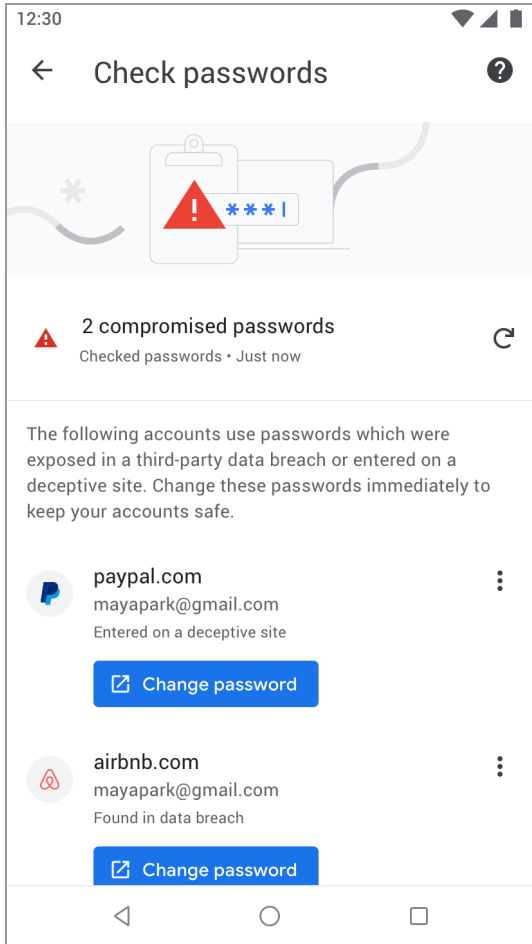 12:30
Check passwords
***|
2 compromised passwords
Checked passwords • Just now
The following accounts use passwords which were
exposed in a third-party data breach or entered on a
deceptive site. Change these passwords immediately to
keep your accounts safe.
paypal.com
mayapark@gmail.com
Entered on a deceptive site
Change password
airbnb.com
mayapark@gmail.com
Found in data breach
Change password